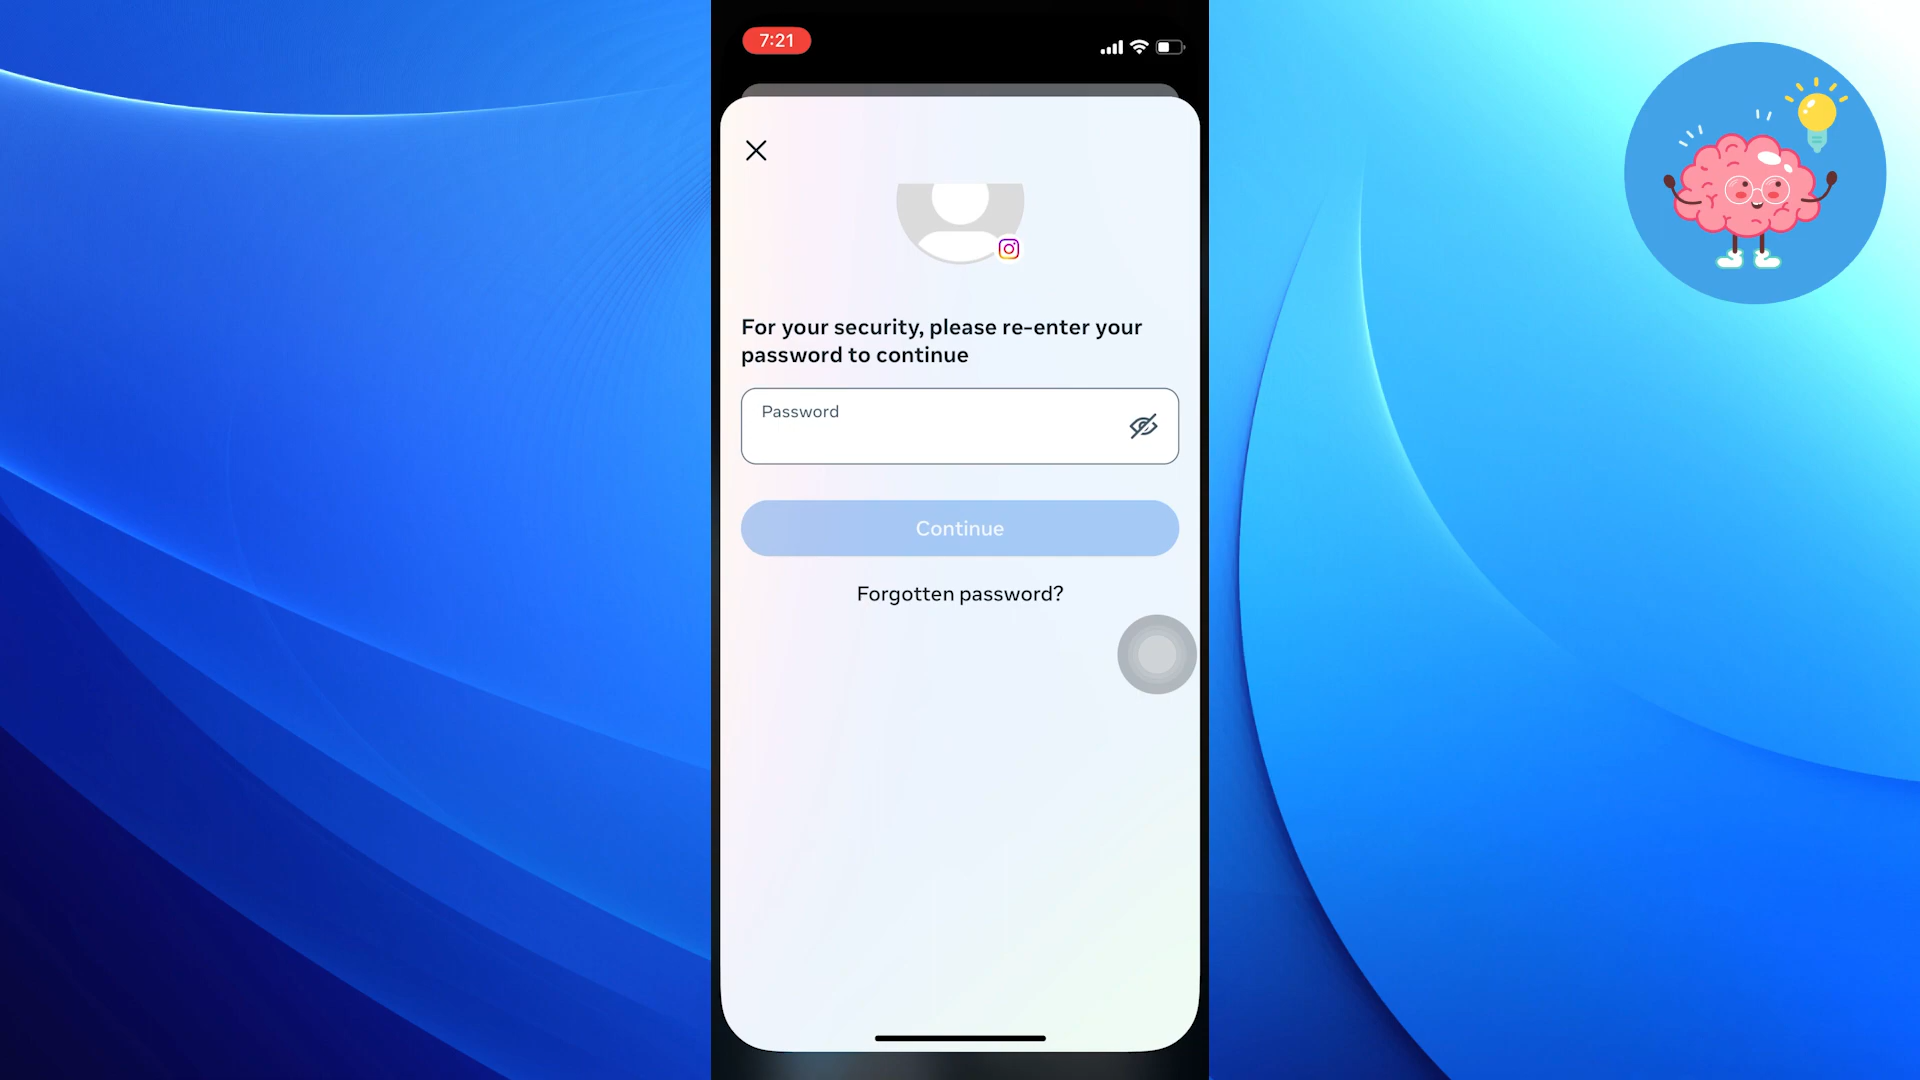 7:21
For your security, please re-enter your
password to continue
Password
Continue
Forgotten password?